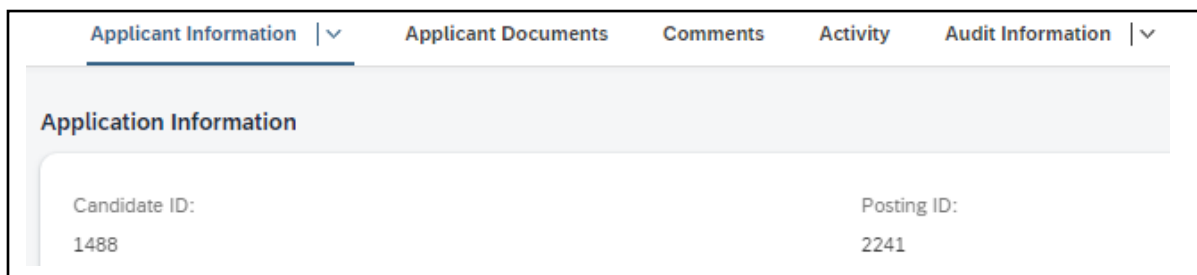 Applicant Information Applicant Documents Comments Activity Audit Information
Application Information
Candidate ID: Posting ID:
1488 2241